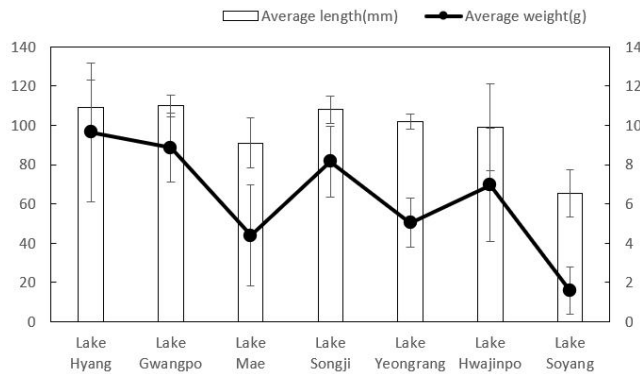 Average length(mm) Average weight(g)
140 14
120 12
100 10
80 8
60 6
40 4
20 2
0 0
Lake Hyang
Lake Gwangpo
Lake Mae
Lake Songji
Lake Yeongrang
Lake Hwajinpo
Lake Soyang